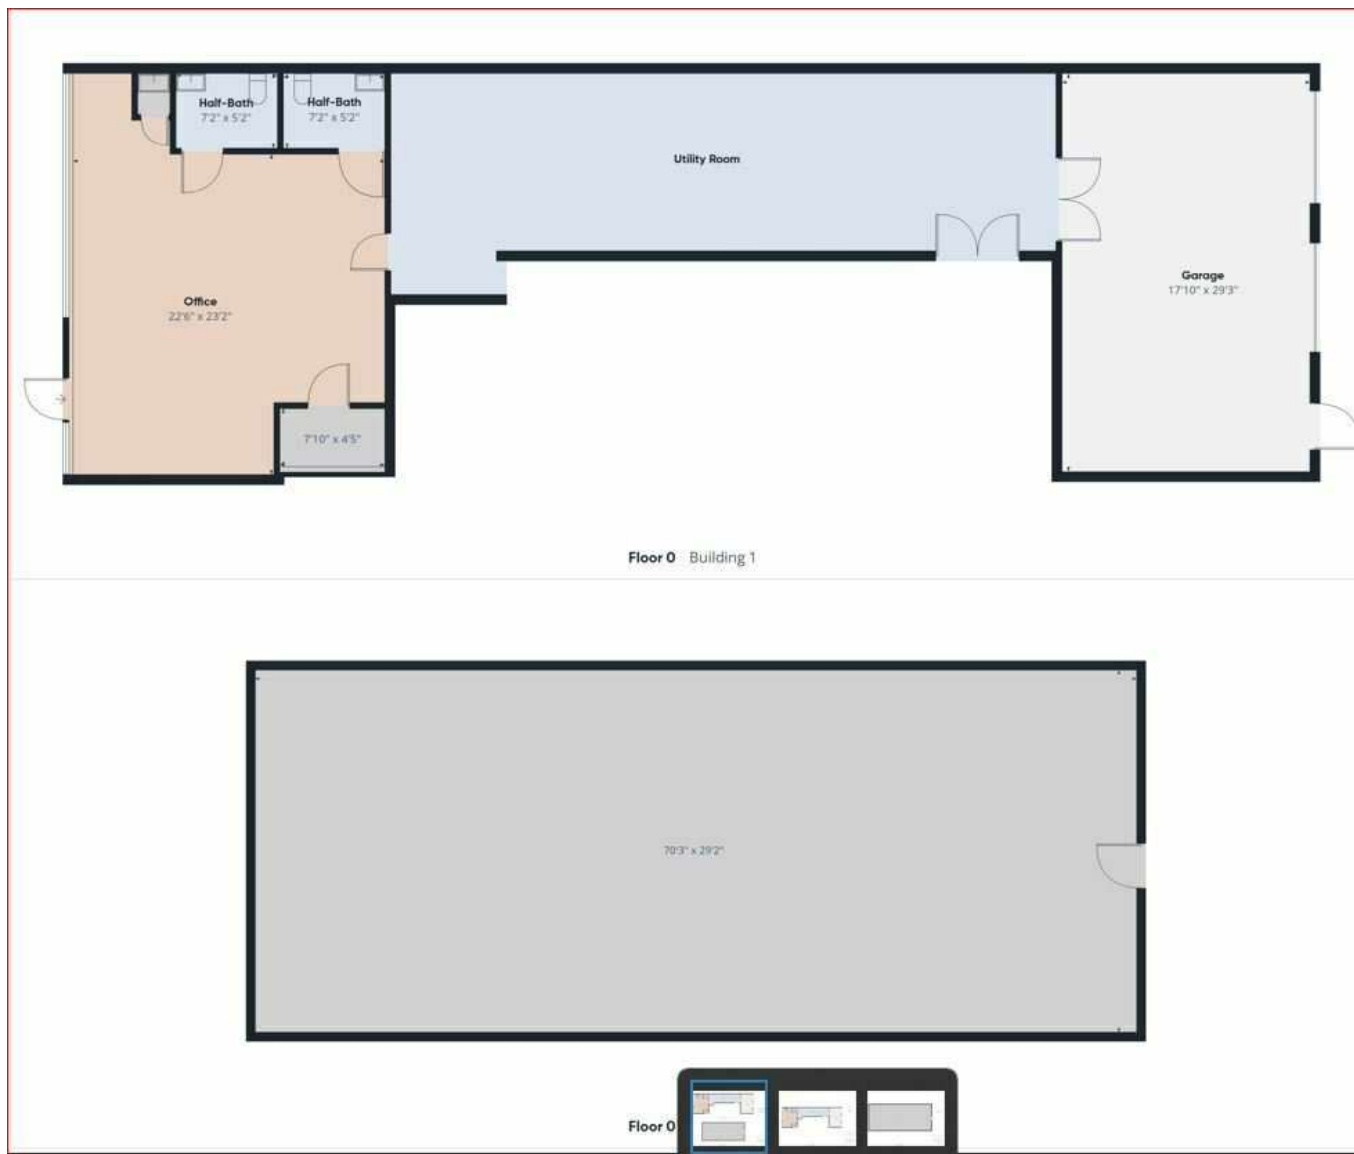 Half-Bath
7'2" x 5'2"
Half-Bath
7'2" x 5'2"
Utility Room
Garage
17'10" x 29'3"
Office
22'6" x 23'2"
7'10" x 4'5"
Floor 0 Building 1
70'3" x 29'2"
Floor 0